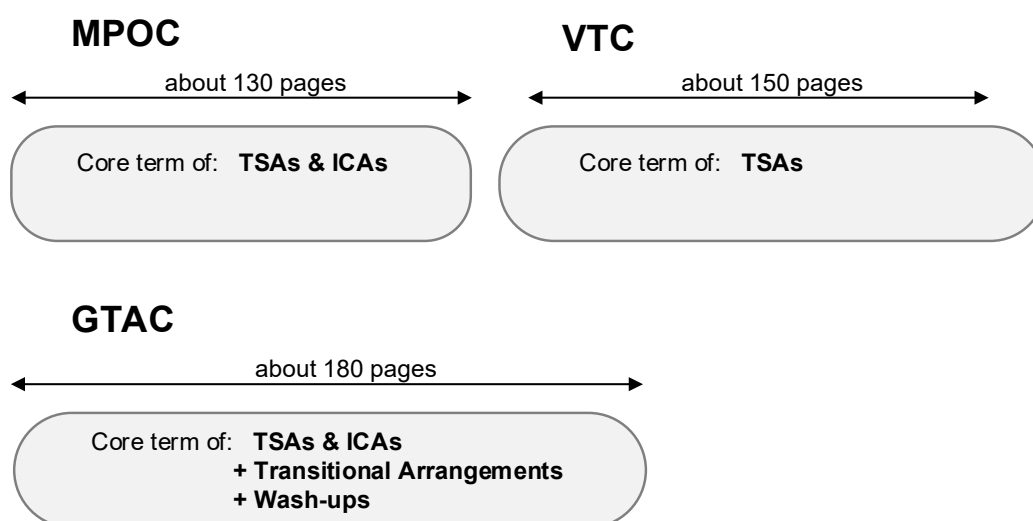 MPOC
about 130 pages
Core term of: TSAs & ICAs
VTC
about 150 pages
Core term of: TSAs
GTAC
about 180 pages
Core term of: TSAs & ICAs
+ Transitional Arrangements
+ Wash-ups